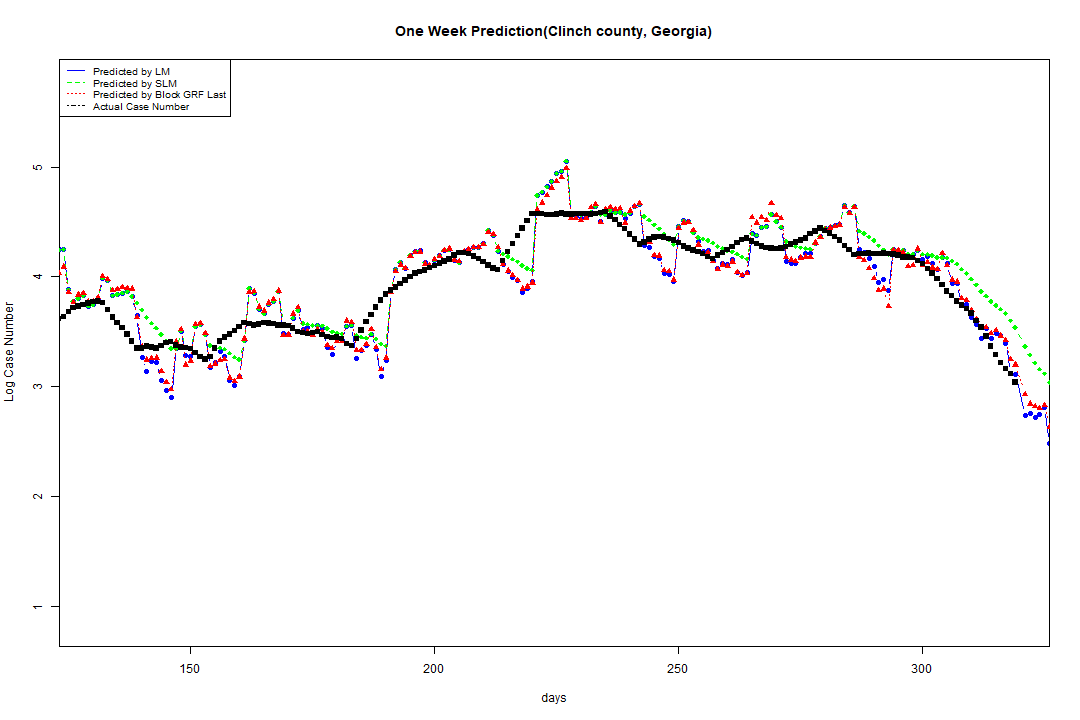 One Week Prediction(Clinch county, Georgia)
Predicted by LM
Predicted by SLM
Predicted by Block GRF Last
Actual Case Number
5
4
3
2
1
Log Case Number
150
200
250
300
days